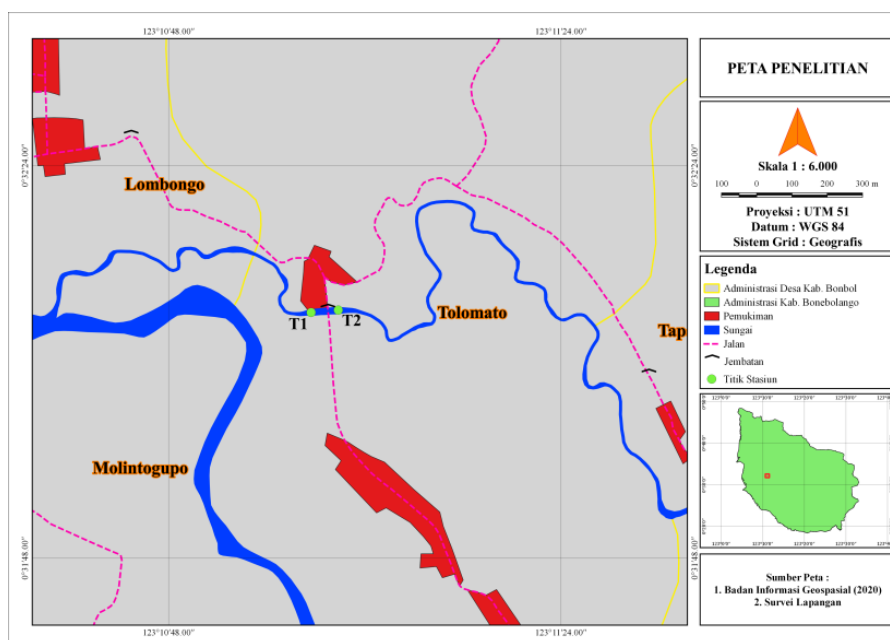 123°10'48.00"
123°11'24.00"
0°32'24.00"
0°32'24.00"
0°31'48.00"
0°31'48.00"
123°10'48.00"
123°11'24.00"
Lombongo
T1
T2
Tolomato
Tap
Molintogupo
PETA PENELITIAN
Skala 1 : 6.000
100 0 100 200 300 m
Proyeksi : UTM 51
Datum : WGS 84
Sistem Grid : Geografis
Legenda
Administrasi Desa Kab. Bonbol
Administrasi Kab. Bonebolango
Pemukiman
Sungai
Jalan
Jembatan
Titik Stasiun
Sumber Peta :
1. Badan Informasi Geospasial (2020)
2. Survei Lapangan